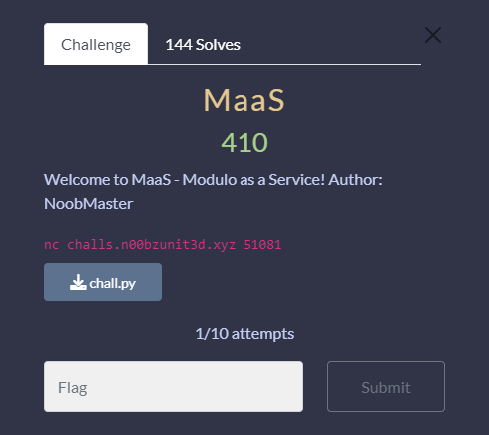 Challenge 144 Solves
MaaS
410
Welcome to MaaS - Modulo as a Service! Author:
NoobMaster
nc challs.n00bzunit3d.xyz 51081
chall.py
1/10 attempts
Flag Submit